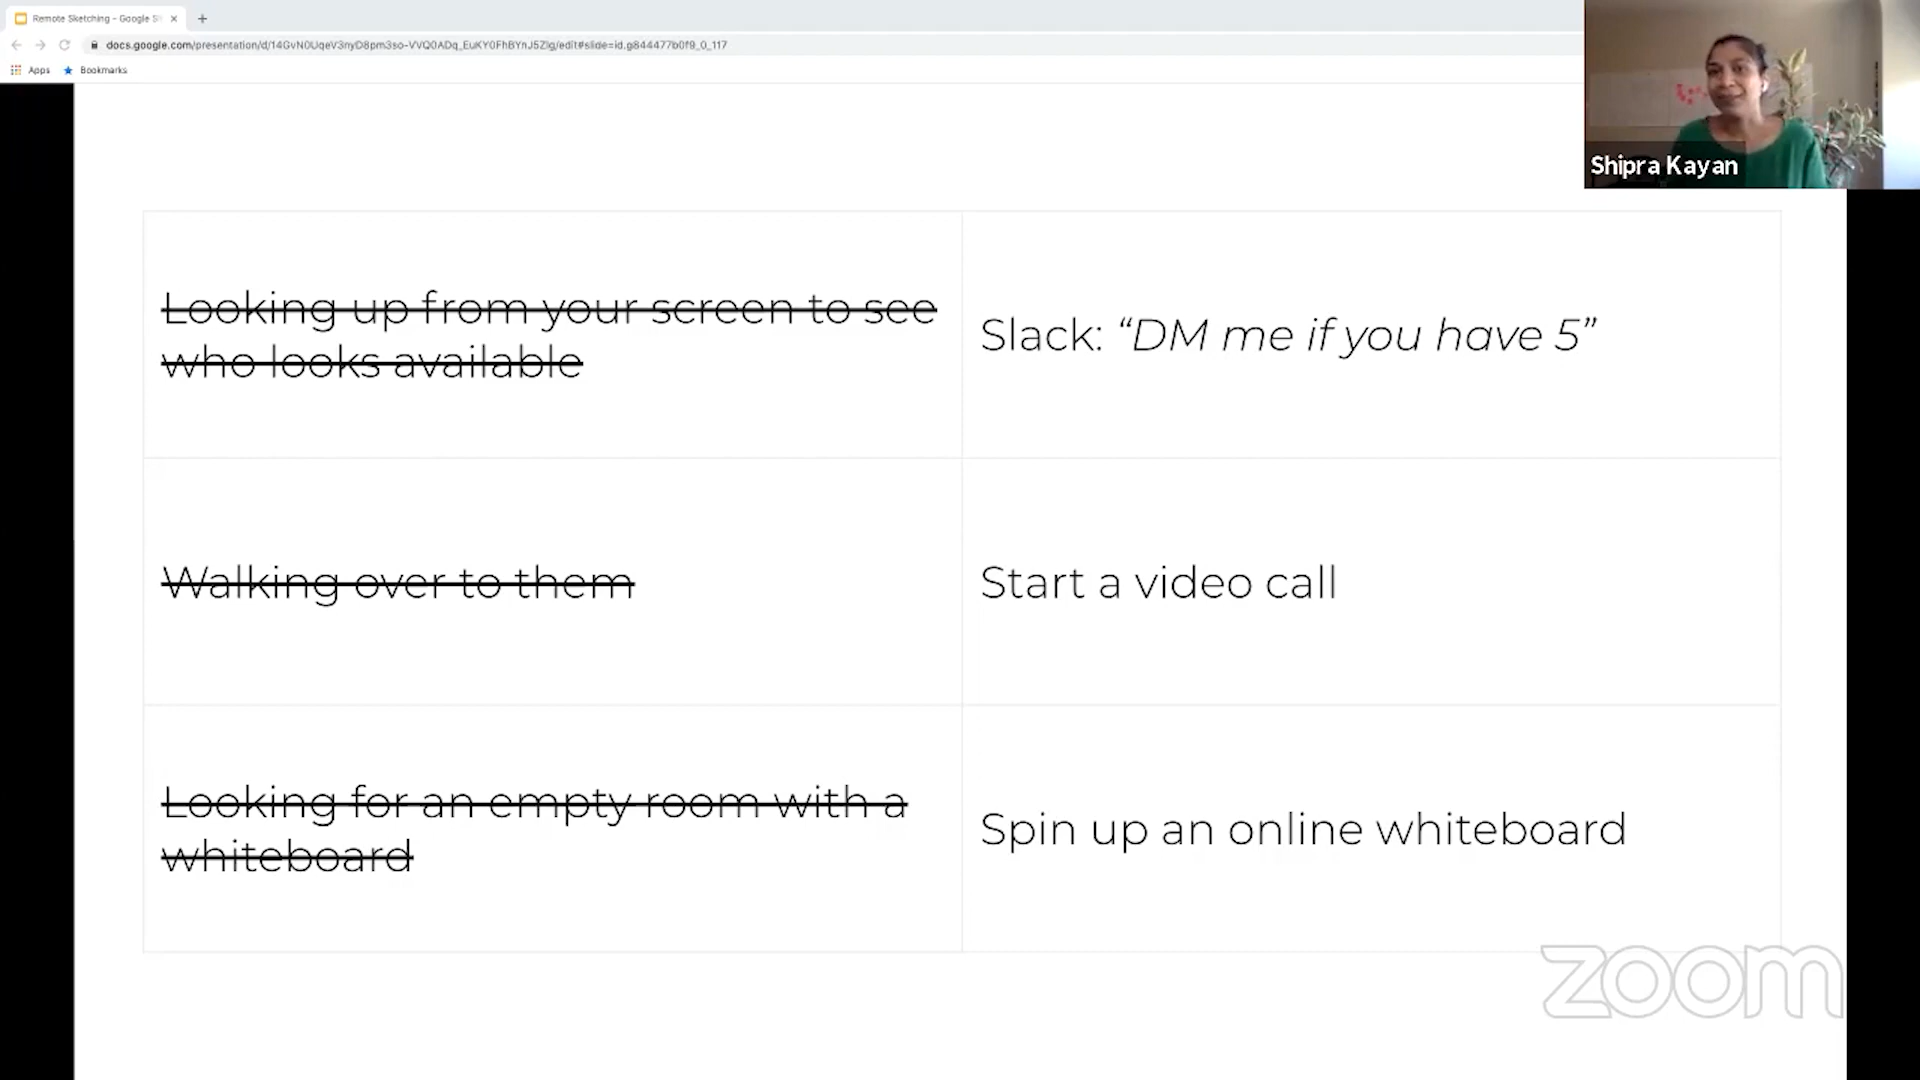 Remote Sketching - Google Sl
docs.google.com/presentation/d/14GvN0UqeV3nyD8pm3so-VVQ0ADq_EuKY0FhBYnJ5ZIg/edit#slide=id.g844477b0f9_0_117
Apps Bookmarks
Shipra Kayan
Looking up from your screen to see
who looks available
Slack: “DM me if you have 5”
Walking over to them
Start a video call
Looking for an empty room with a
whiteboard
Spin up an online whiteboard
zoom